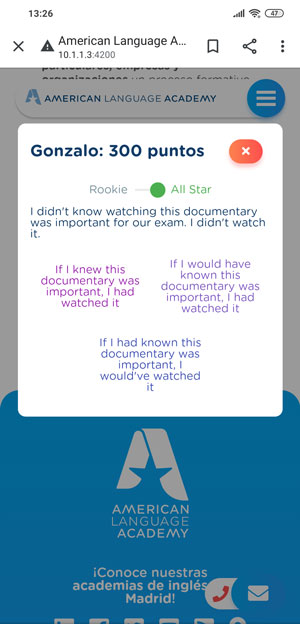 13:26
47
American Language A...
10.1.1.3:4200
particulares, empresas y
organizaciones un proceso formativo
AMERICAN LANGUAGE ACADEMY
Gonzalo: 300 puntos
Rookie All Star
I didn't know watching this documentary
was important for our exam. I didn't watch
it.
If I knew this
documentary was
important, I had
watched it
If I would have
known this
documentary was
important, I had
watched it
If I had known this
documentary was
important, I
would've watched
it
AMERICAN
LANGUAGE
ACADEMY
¡Conoce nuestras
academias de inglés
Madrid!